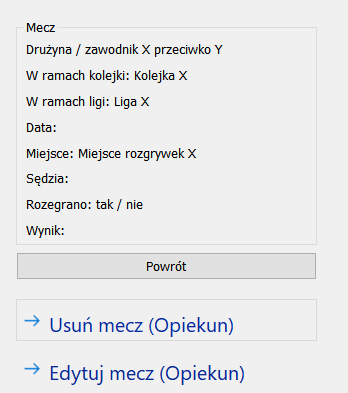 Mecz
Drużyna / zawodnik X przeciwko Y
W ramach kolejki: Kolejka X
W ramach ligi: Liga X
Data:
Miejsce: Miejsce rozgrywek X
Sędzia:
Rozegrano: tak / nie
Wynik:
Powrót
Usuń mecz (Opiekun)
Edytuj mecz (Opiekun)